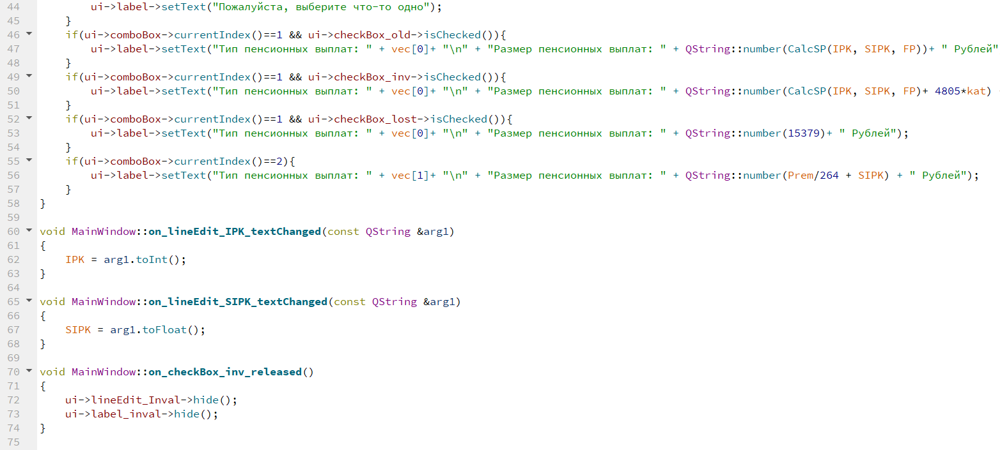 44 ui->label->setText("Пожалуйста, выберите что-то одно");
45 }
46 if(ui->comboBox->currentIndex()==1 && ui->checkBox_old->isChecked()){
47 ui->label->setText("Тип пенсионных выплат: " + vec[0]+ "\n" + "Размер пенсионных выплат: " + QString::number(CalcSP(IPK, SIPK, FP))+ " Рублей"
48 }
49 if(ui->comboBox->currentIndex()==1 && ui->checkBox_inv->isChecked()){
50 ui->label->setText("Тип пенсионных выплат: " + vec[0]+ "\n" + "Размер пенсионных выплат: " + QString::number(CalcSP(IPK, SIPK, FP)+ 4805*kat)
51 }
52 if(ui->comboBox->currentIndex()==1 && ui->checkBox_lost->isChecked()){
53 ui->label->setText("Тип пенсионных выплат: " + vec[0]+ "\n" + "Размер пенсионных выплат: " + QString::number(15379)+ " Рублей");
54 }
55 if(ui->comboBox->currentIndex()==2){
56 ui->label->setText("Тип пенсионных выплат: " + vec[1]+ "\n" + "Размер пенсионных выплат: " + QString::number(Prem/264 + SIPK) + " Рублей");
57 }
58 }
59
60 void MainWindow::on_lineEdit_IPK_textChanged(const QString &arg1)
61 {
62 IPK = arg1.toInt();
63 }
64
65 void MainWindow::on_lineEdit_SIPK_textChanged(const QString &arg1)
66 {
67 SIPK = arg1.toFloat();
68 }
69
70 void MainWindow::on_checkBox_inv_released()
71 {
72 ui->lineEdit_Inval->hide();
73 ui->label_inval->hide();
74 }
75